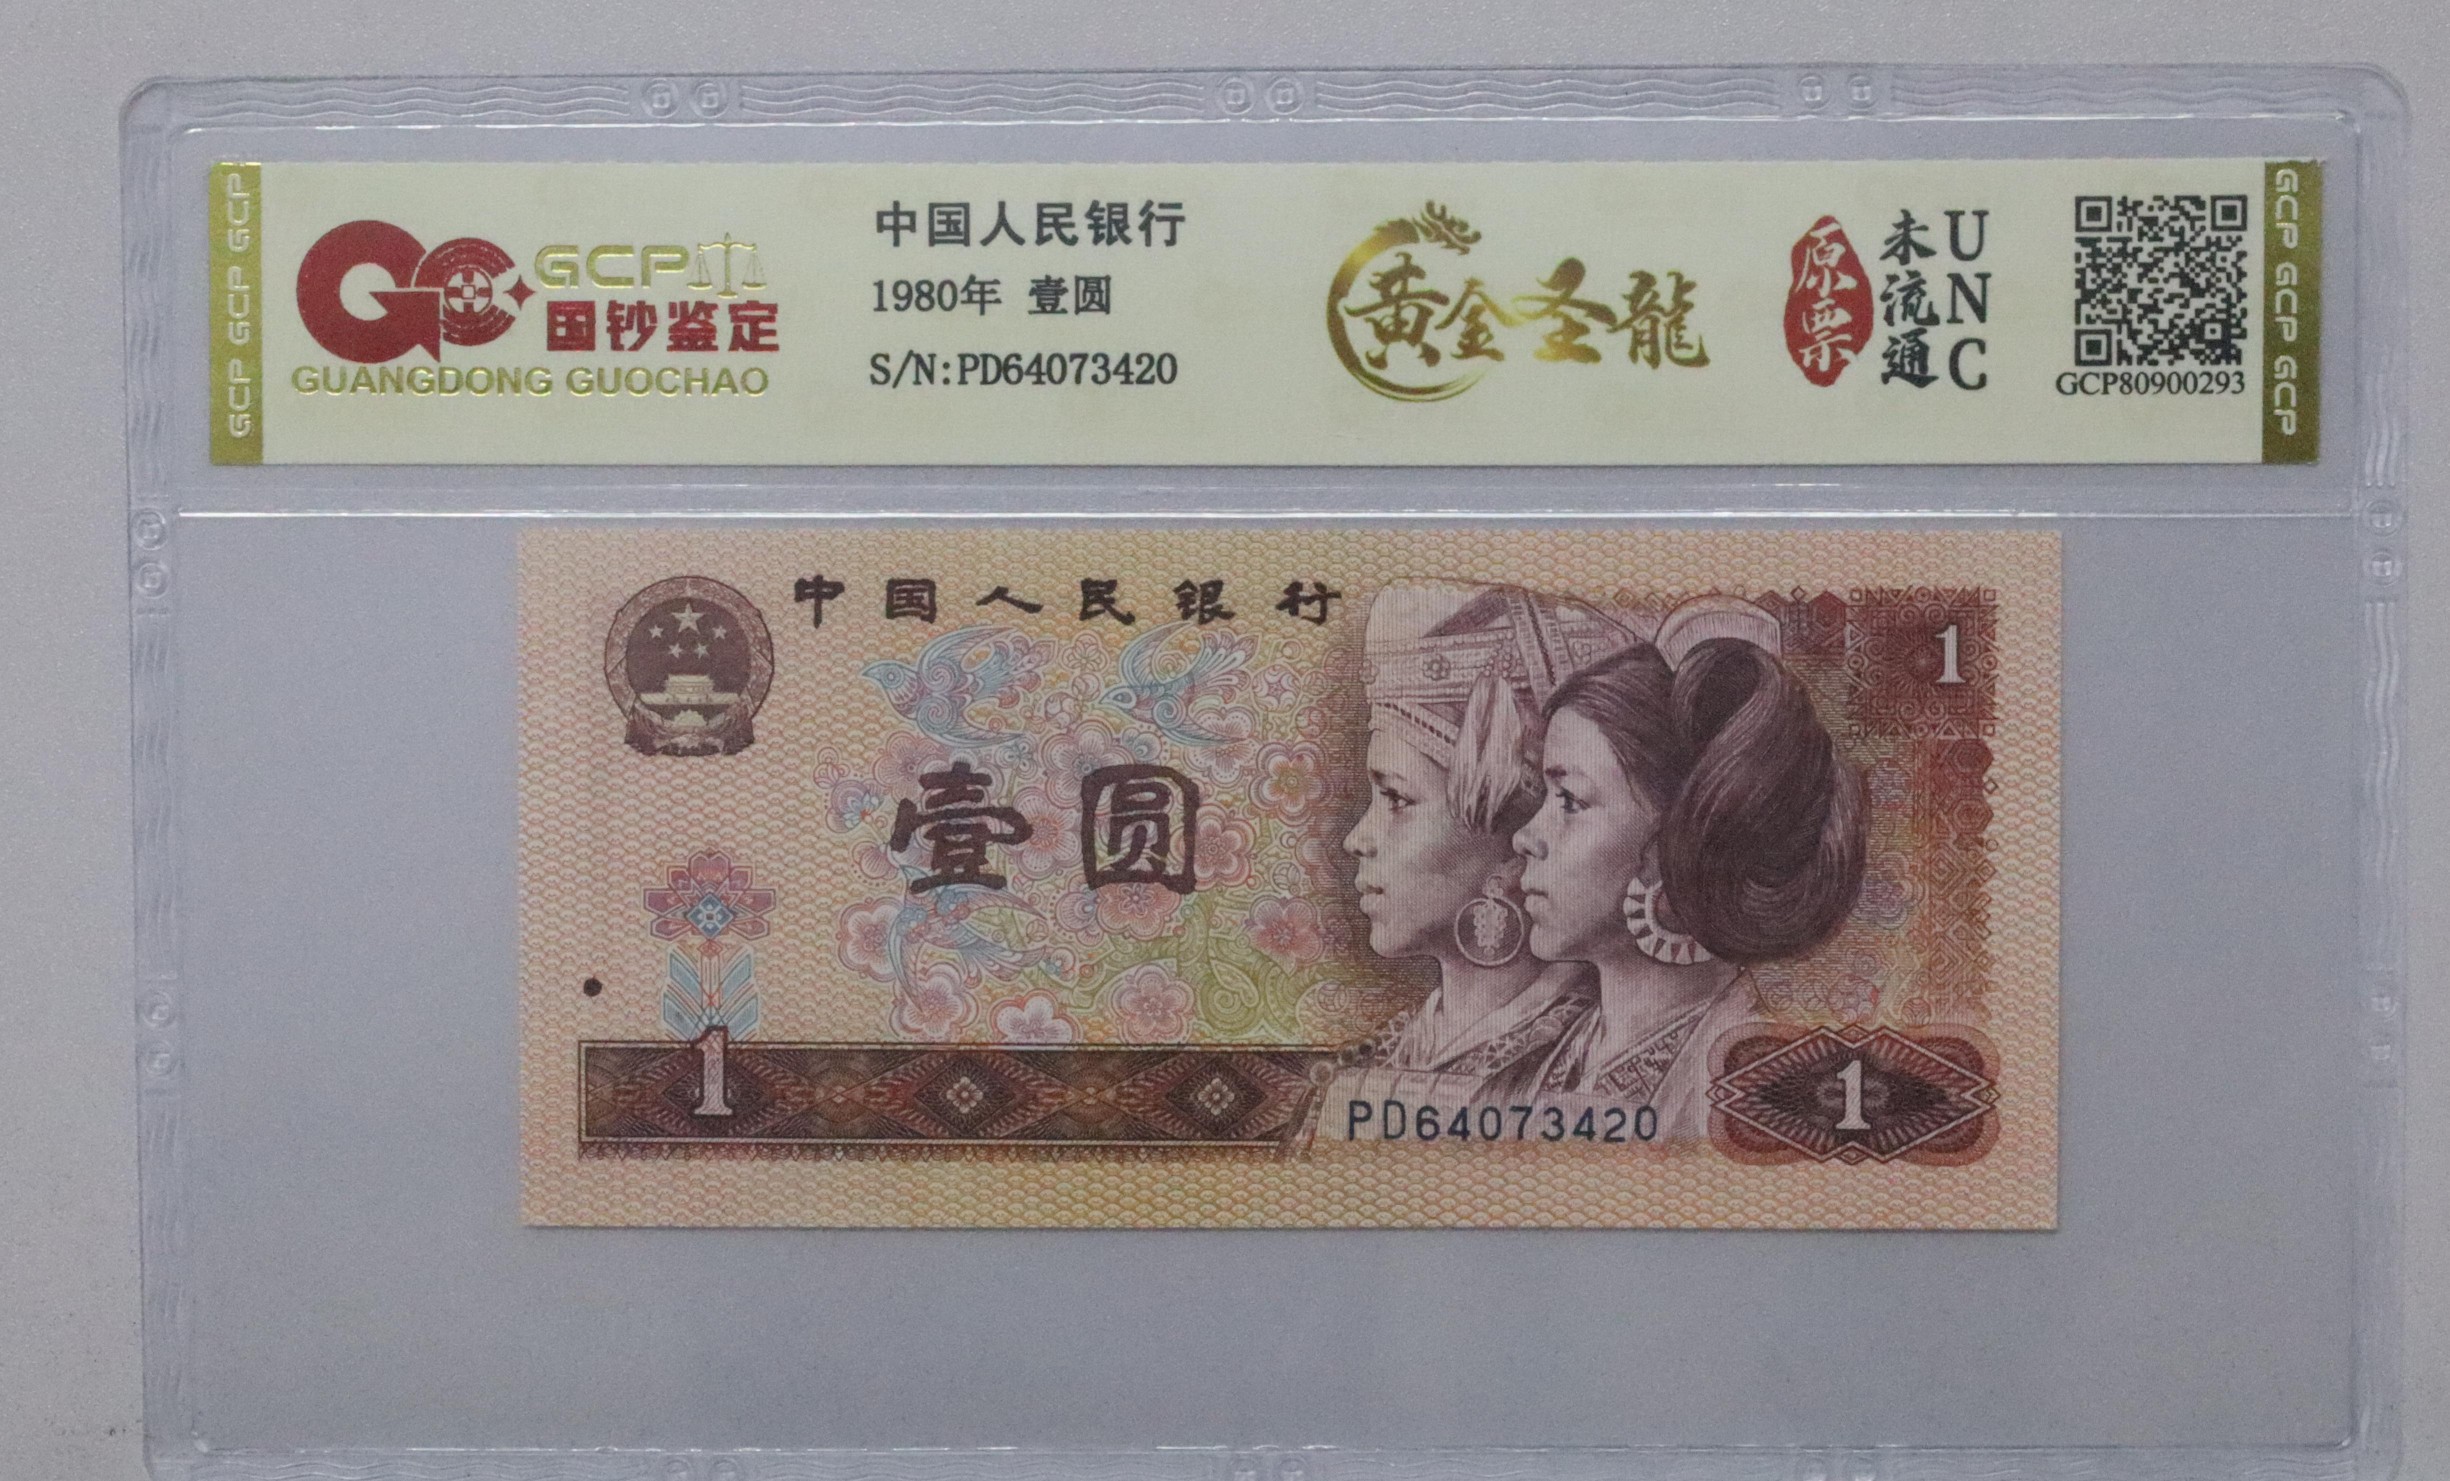 GCP GCP GCP
GCP
国钞鉴定
GUANGDONG GUOCHAO
中国人民银行
1980年 壹圆
S/N:PD64073420
黄金圣龍
原票
未流通
UNC
GCP80900293
GCP GCP GCP
中国人民银行
1
壹圆
1
PD64073420
1